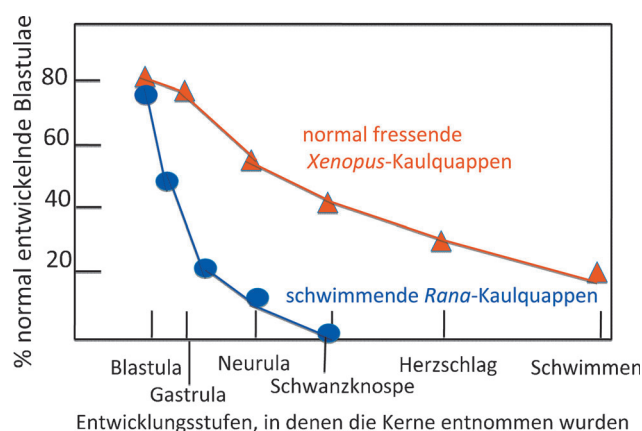 % normal entwickelnde Blastulae
80
60
40
20
normal fressende
Xenopus-Kaulquappen
schwimmende Rana-Kaulquappen
Blastula
Gastrula
Neurula
Schwanzknospe
Herzschlag
Schwimmen
Entwicklungsstufen, in denen die Kerne entnommen wurden